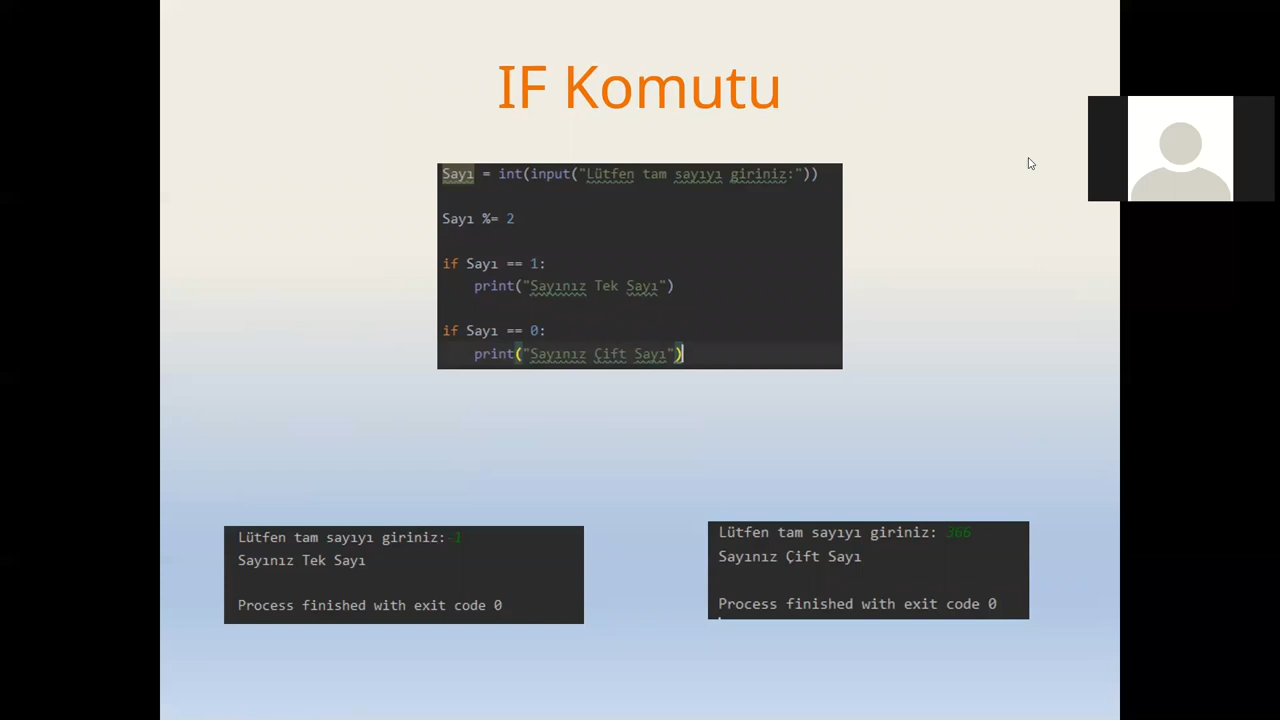 IF Komutu
Sayı = int(input("Lütfen tam sayıyı giriniz:"))
Sayı %= 2
if Sayı == 1:
    print("Sayınız Tek Sayı")
if Sayı == 0:
    print("Sayınız Çift Sayı")
Lütfen tam sayıyı giriniz:-1
Sayınız Tek Sayı
Process finished with exit code 0
Lütfen tam sayıyı giriniz: 366
Sayınız Çift Sayı
Process finished with exit code 0